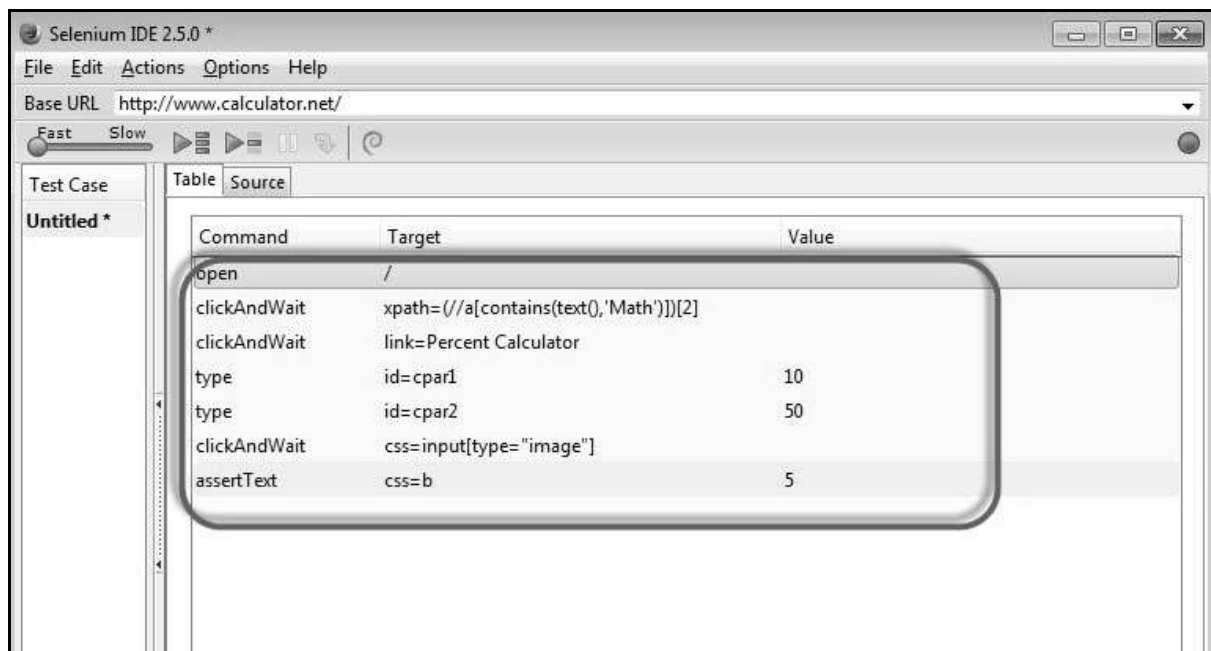 Selenium IDE 2.5.0 *
File Edit Actions Options Help
Base URL http://www.calculator.net/
Fast Slow
Test Case
Table Source
Untitled *
Command Target Value
open /
clickAndWait xpath=(//a[contains(text(),'Math')])[2]
clickAndWait link=Percent Calculator
type id=cpar1 10
type id=cpar2 50
clickAndWait css=input[type="image"]
assertText css=b 5